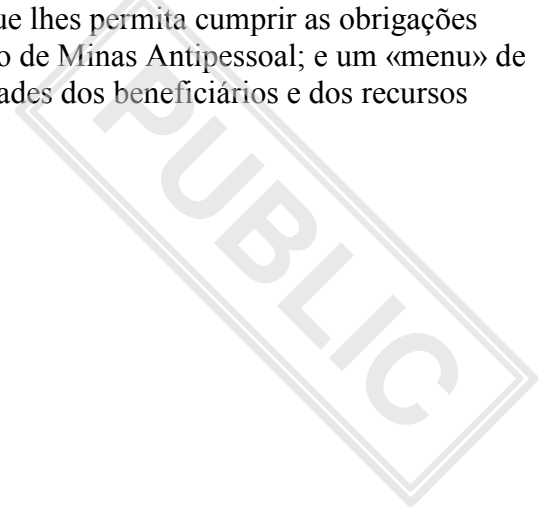 ue lhes permita cumprir as obrigações
o de Minas Antipessoal; e um «menu» de
ades dos beneficiários e dos recursos
PUBLIC